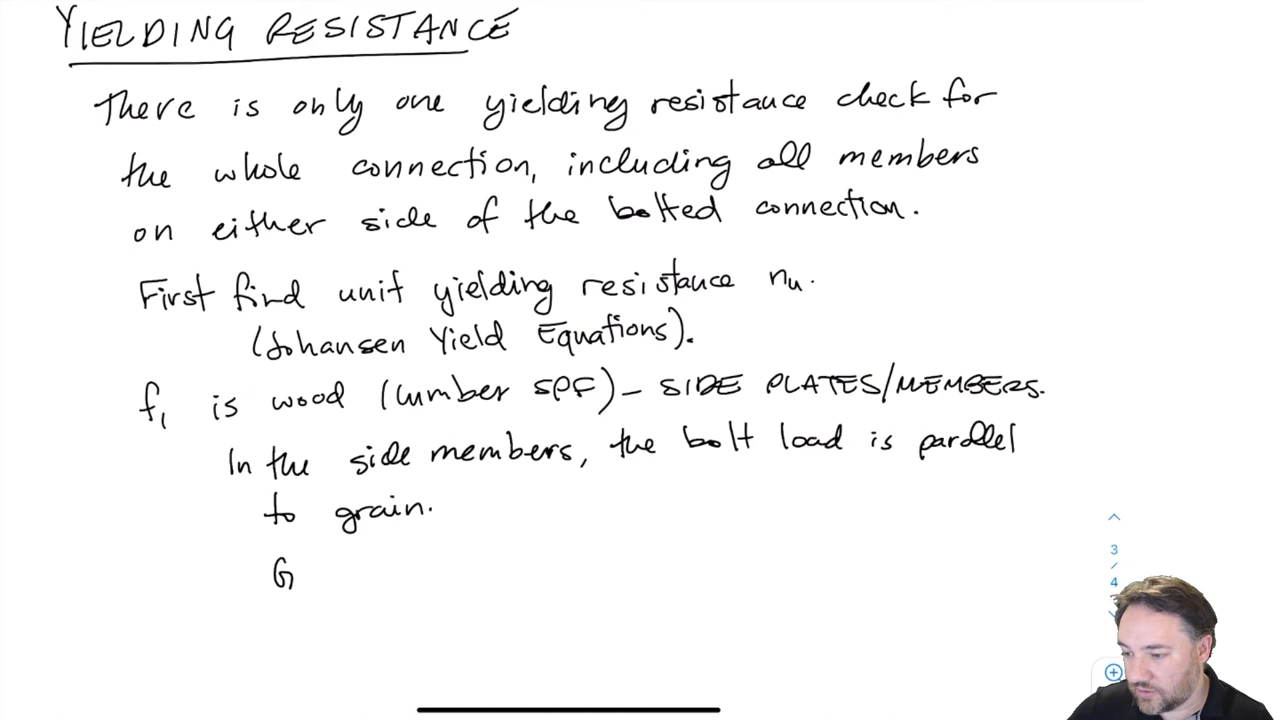 YIELDING RESISTANCE
There is only one yielding resistance check for
the whole connection, including all members
on either side of the bolted connection.
First find unit yielding resistance nu.
(Johansen Yield Equations).
f1 is wood (lumber SPF) – SIDE PLATES/MEMBERS.
In the side members, the bolt load is parallel
to grain.
G
3
/
4